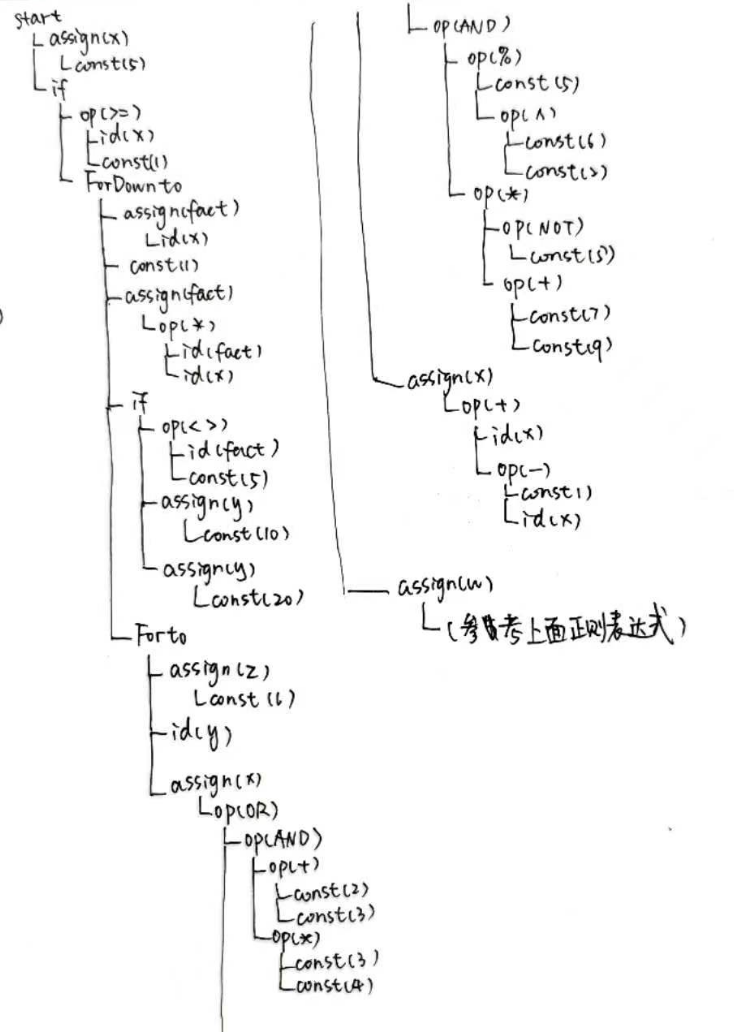 start
assign(x)
const(5)
if
op(>=)
id(x)
const(1)
ForDownto
assign(fact)
id(x)
const(1)
assign(fact)
op(*)
id(fact)
id(x)
if
op(<>)
id(fact)
const(5)
assign(y)
const(10)
assign(y)
const(20)
Forto
assign(z)
const(6)
id(y)
assign(x)
op(OR)
op(AND)
op(+)
const(2)
const(3)
op(*)
const(3)
const(4)
op(AND)
op(%)
const(5)
op(^)
const(6)
const(2)
op(*)
op(NOT)
const(5)
op(+)
const(7)
const(9)
assign(x)
op(+)
id(x)
op(-)
const1)
id(x)
assign(w)
(参考上面正则表达式)